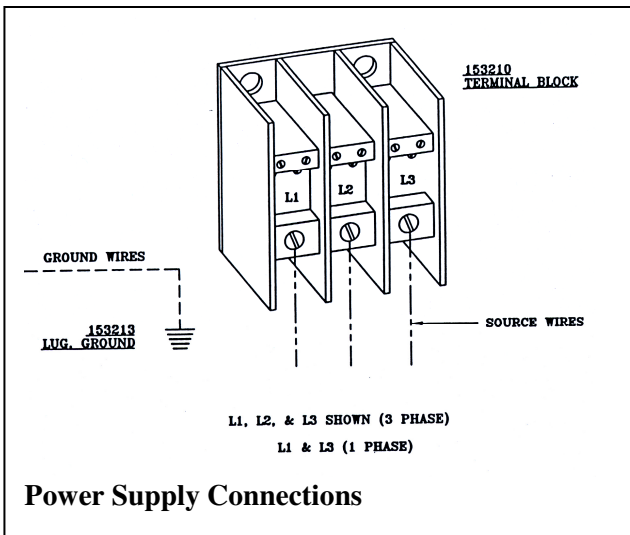 153210
TERMINAL BLOCK
L1
L2
L3
GROUND WIRES
153213
LUG. GROUND
SOURCE WIRES
L1, L2, & L3 SHOWN (3 PHASE)
L1 & L3 (1 PHASE)
Power Supply Connections